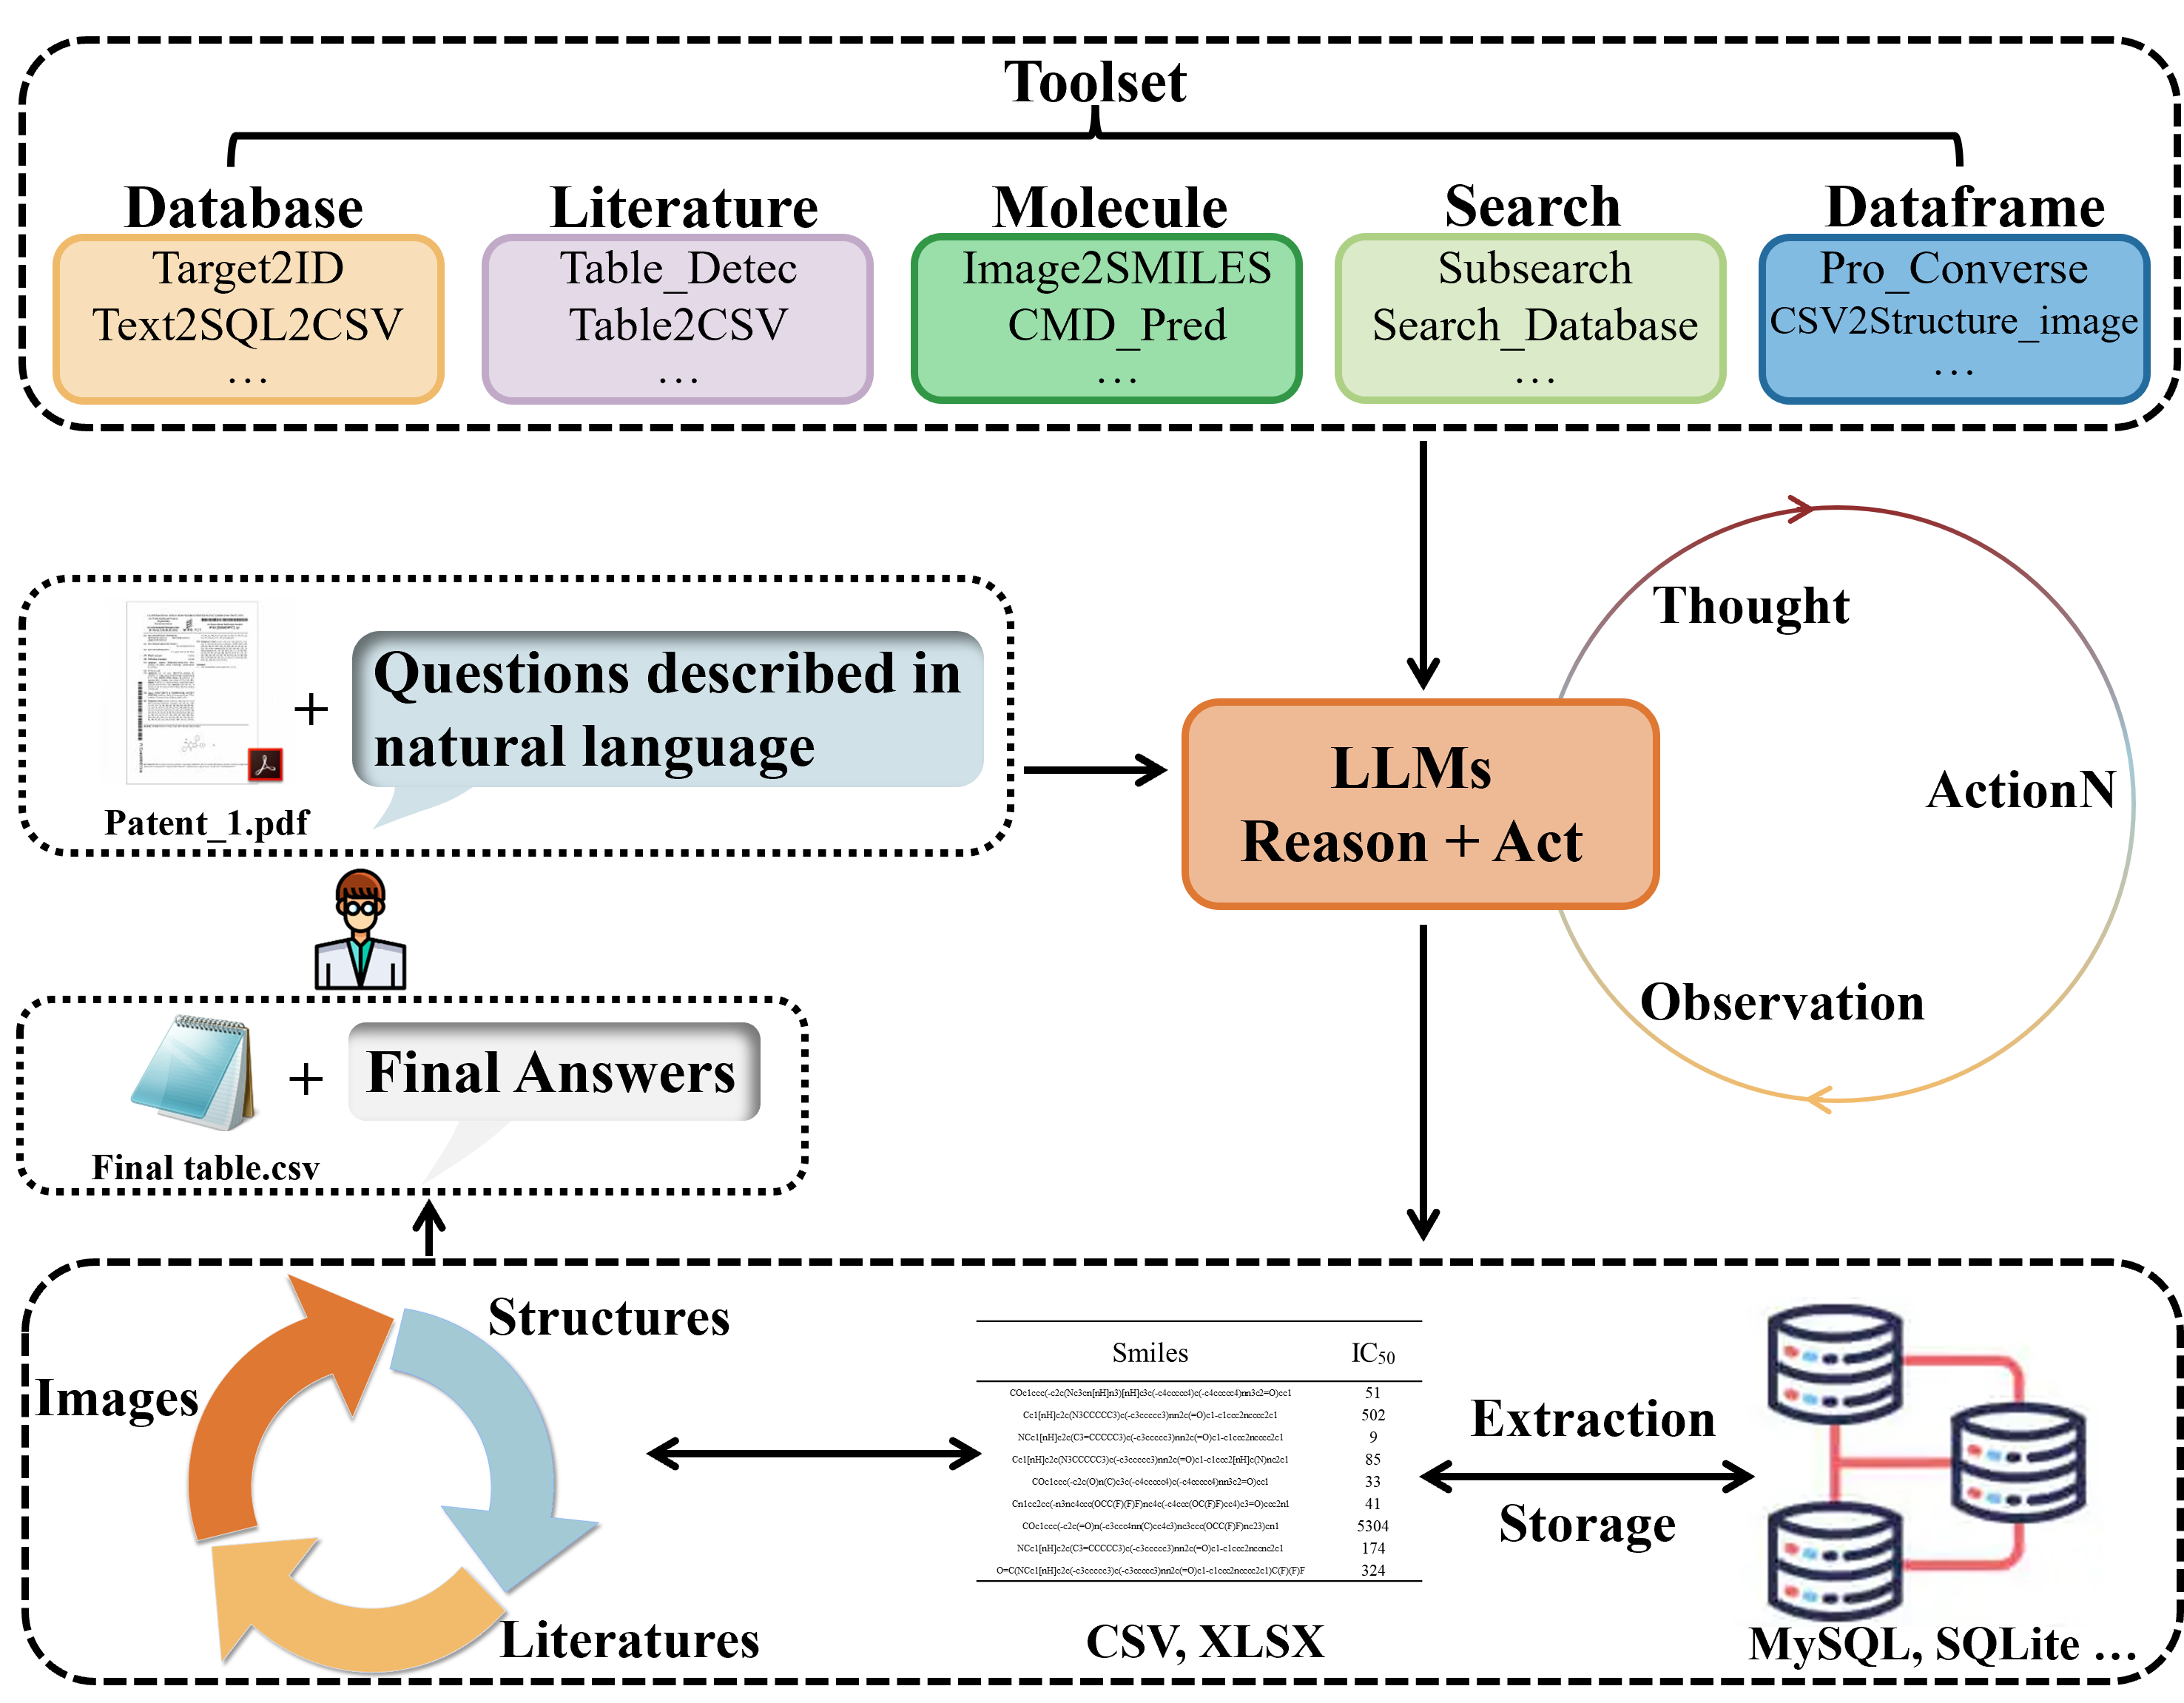 Toolset
Database
Literature
Molecule
Search
Dataframe
Target2ID
Text2SQL2CSV
...
Table_Detec
Table2CSV
...
Image2SMILES
CMD_Pred
...
Subsearch
Search_Database
...
Pro_Converse
CSV2Structure_image
...
Patent_1.pdf
+
Questions described in
natural language
LLMs
Reason + Act
Thought
ActionN
Observation
Final table.csv
+
Final Answers
Images
Structures
Literatures
Smiles IC50
COc1ccc(-c2c(Nc3cn[nH]n3)[nH]c3c(-c4ccccc4)c(-c4ccccc4)nn3c2=O)cc1 51
Cc1[nH]c2c(N3CCCCC3)c(-c3ccccc3)nn2c(=O)c1-c1ccc2ncccc2c1 502
NCc1[nH]c2c(C3=CCCCC3)c(-c3ccccc3)nn2c(=O)c1-c1ccc2ncccc2c1 9
Cc1[nH]c2c(N3CCCCC3)c(-c3ccccc3)nn2c(=O)c1-c1ccc2[nH]c(N)nc2c1 85
COc1ccc(-c2c(O)n(C)c3c(-c4ccccc4)c(-c4ccccc4)nn3c2=O)cc1 33
Cn1cc2cc(-n3nc4ccc(OCC(F)(F)F)nc4c(-c4ccc(OC(F)F)cc4)c3=O)ccc2n1 41
COc1ccc(-c2c(=O)n(-c3ccc4nn(C)cc4c3)nc3ccc(OCC(F)F)nc23)cn1 5304
NCc1[nH]c2c(C3=CCCCC3)c(-c3ccccc3)nn2c(=O)c1-c1ccc2nccnc2c1 174
O=C(NCc1[nH]c2c(-c3ccccc3)c(-c3ccccc3)nn2c(=O)c1-c1ccc2ncccc2c1)C(F)(F)F 324
CSV, XLSX
Extraction
Storage
MySQL, SQLite ...